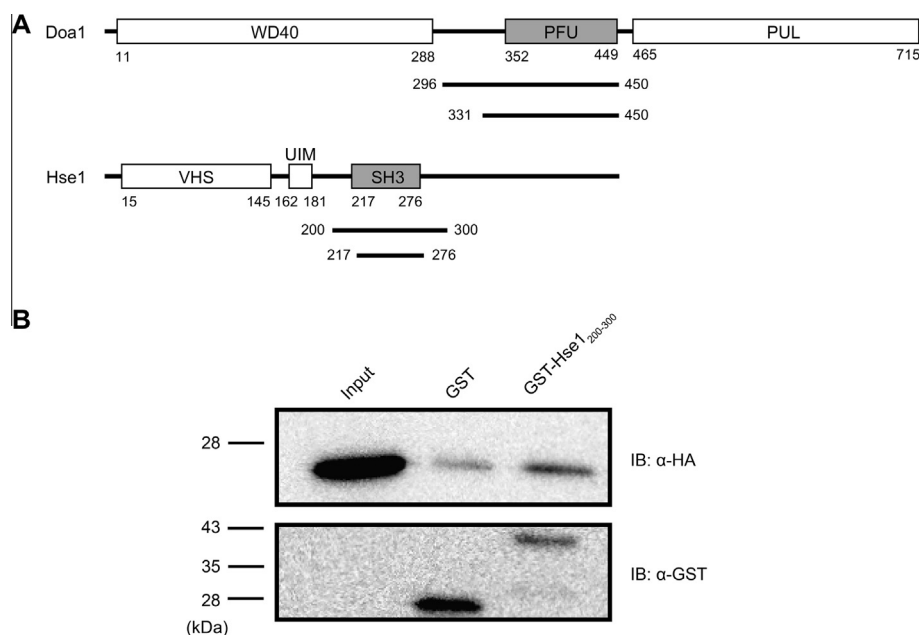 A
Doa1 WD40 PFU PUL
11 288 352 449 465 715
296 450
331 450
UIM
Hse1 VHS SH3
15 145 162 181 217 276
200 300
217 276
B
Input GST GST-Hse1200-300
28 IB: α-HA
43
35 IB: α-GST
28
(kDa)